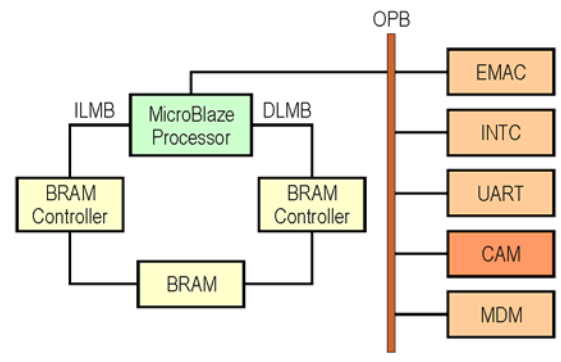 OPB
EMAC
ILMB
MicroBlaze
Processor
DLMB
INTC
BRAM
Controller
BRAM
Controller
UART
CAM
BRAM
MDM